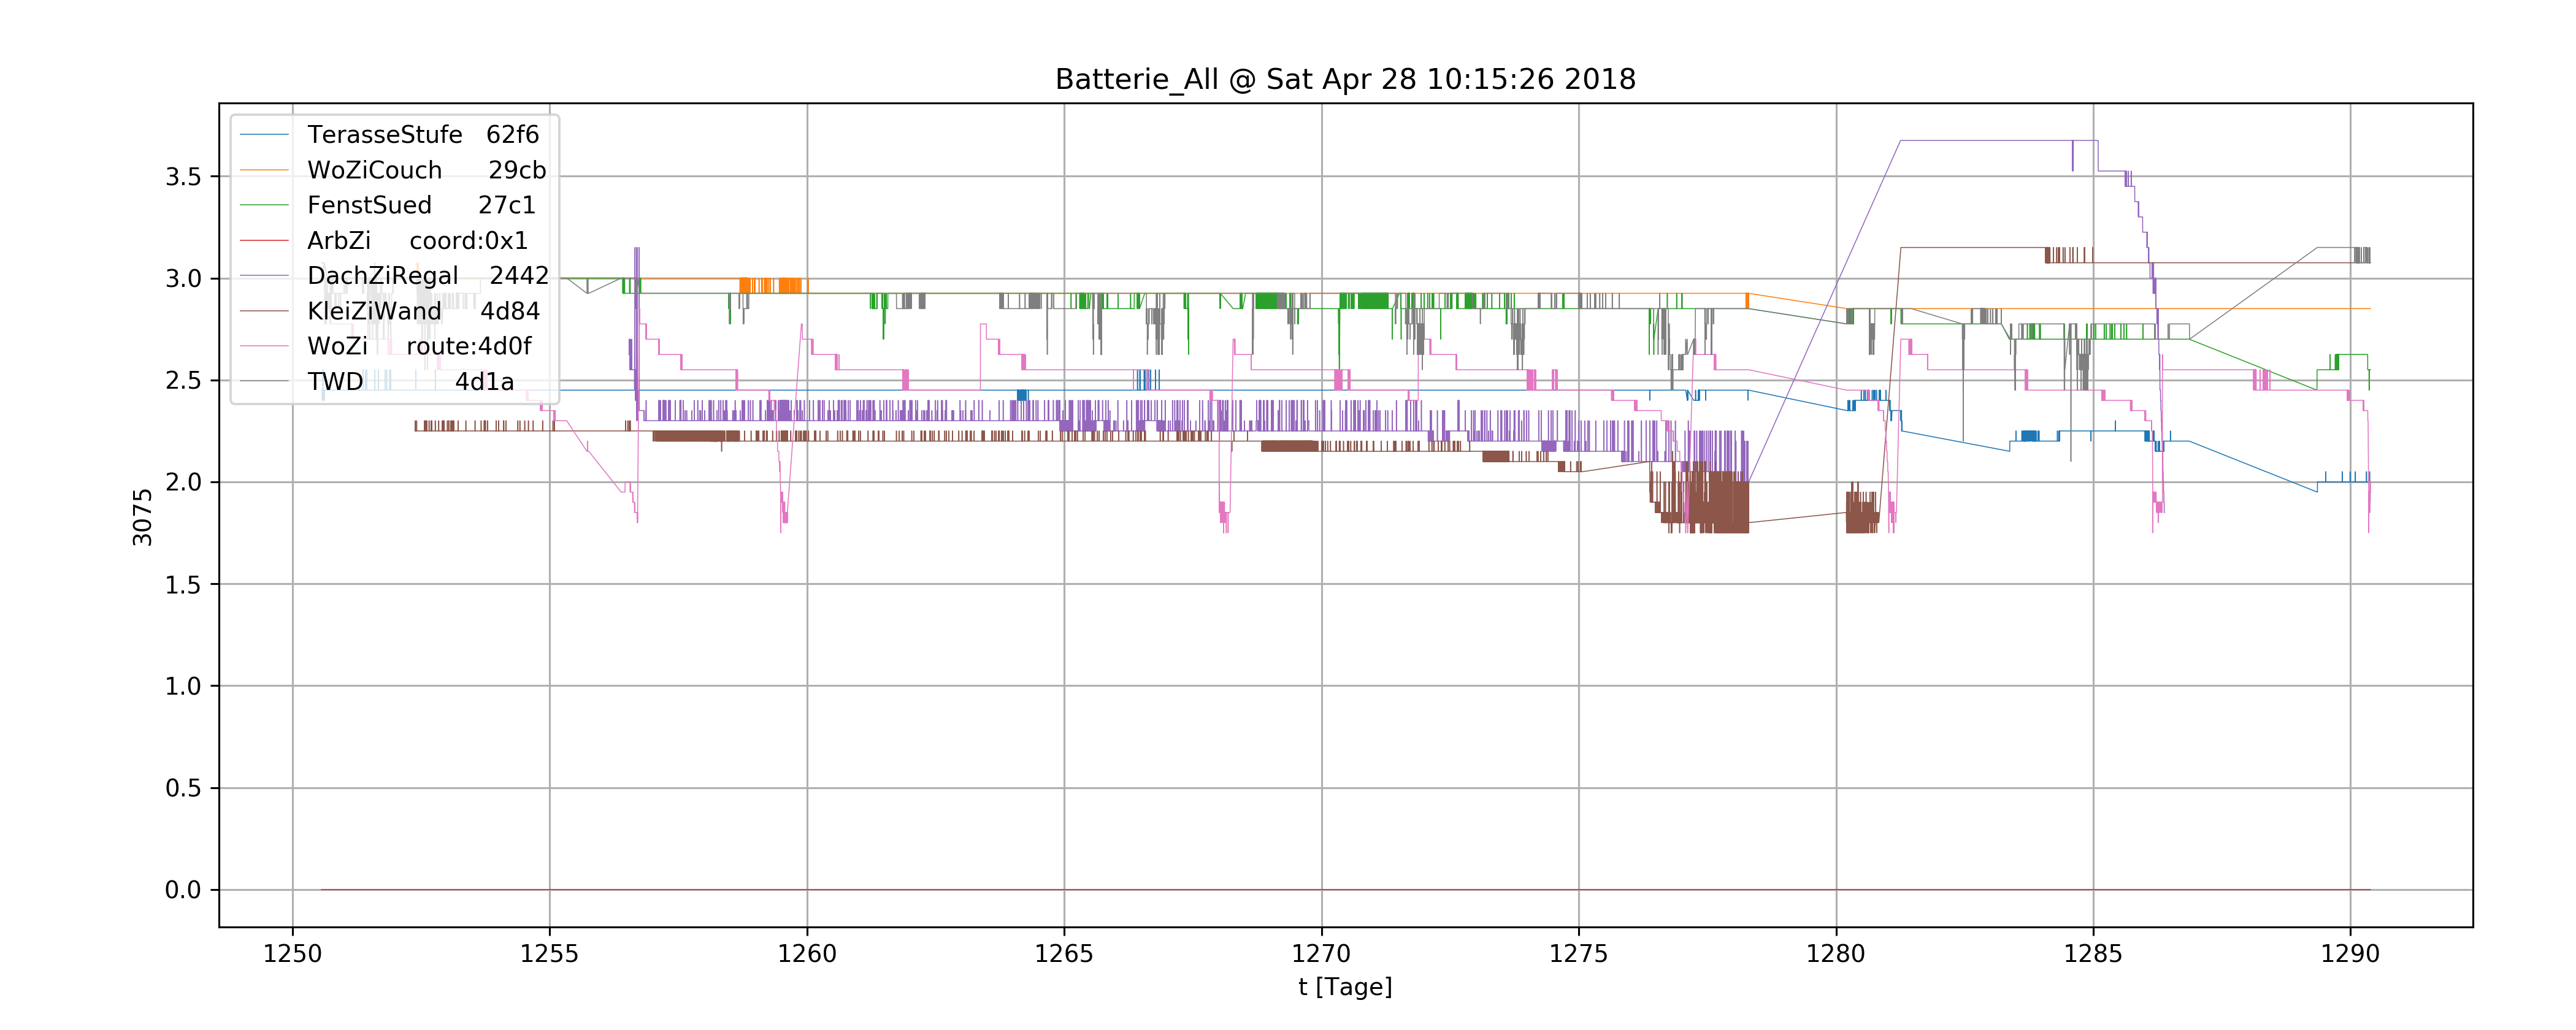 Batterie_All @ Sat Apr 28 10:15:26 2018
TerasseStufe 62f6
WoZiCouch 29cb
FenstSued 27c1
ArbZi coord:0x1
DachZiRegal 2442
KleiZiWand 4d84
WoZi route:4d0f
TWD 4d1a
3.5
3.0
2.5
2.0
1.5
1.0
0.5
0.0
3075
1250 1255 1260 1265 1270 1275 1280 1285 1290
t [Tage]